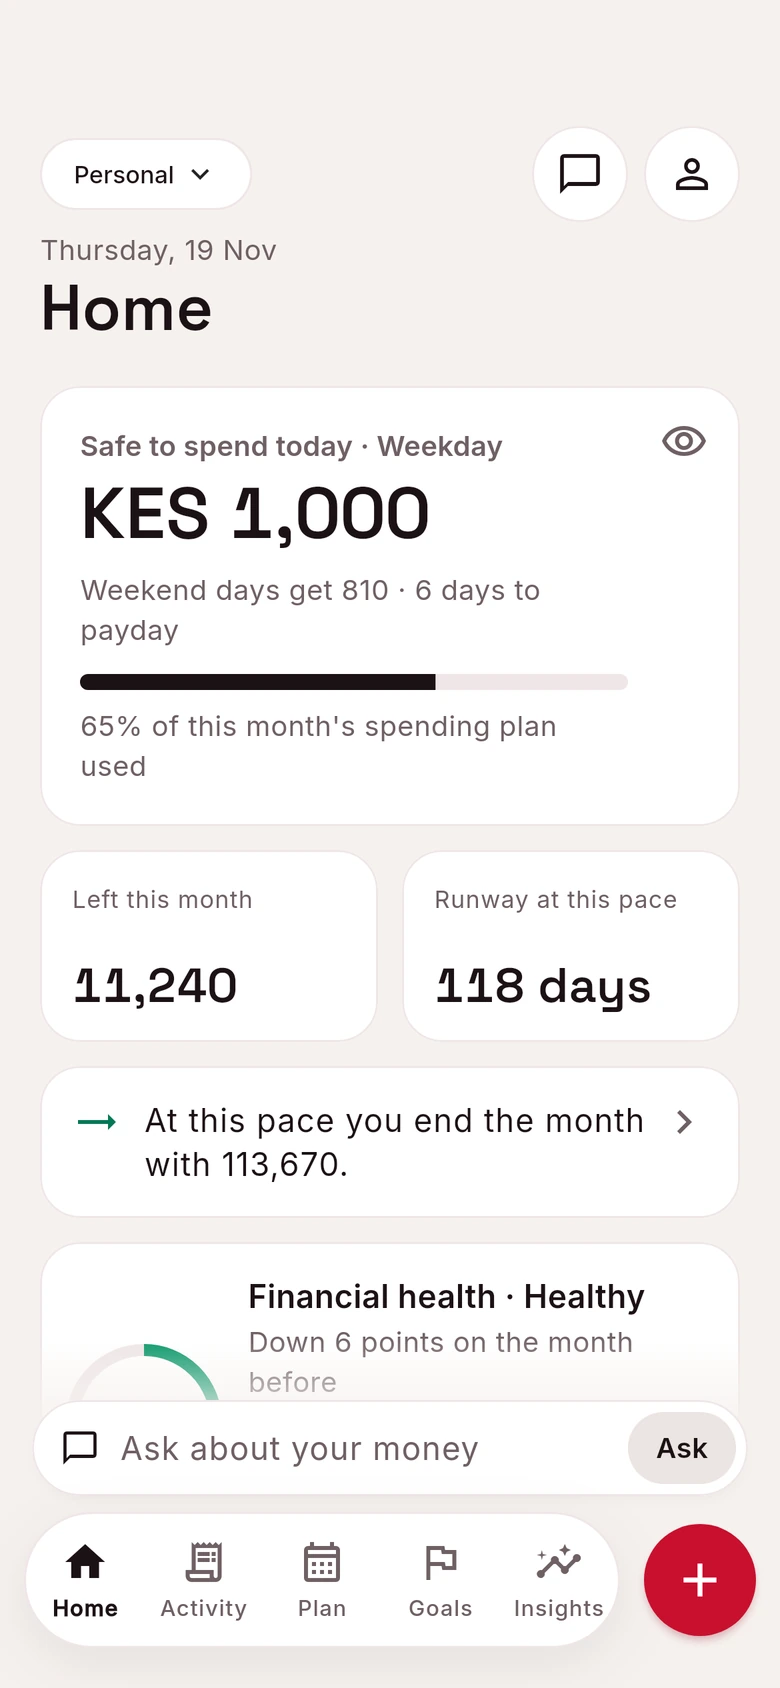 Personal
Thursday, 19 Nov
Home
Safe to spend today · Weekday
KES 1,000
Weekend days get 810 · 6 days to
payday
65% of this month's spending plan
used
Left this month
11,240
Runway at this pace
118 days
At this pace you end the month
with 113,670.
Financial health · Healthy
Down 6 points on the month
before
Ask about your money
Ask
Home
Activity
Plan
Goals
Insights